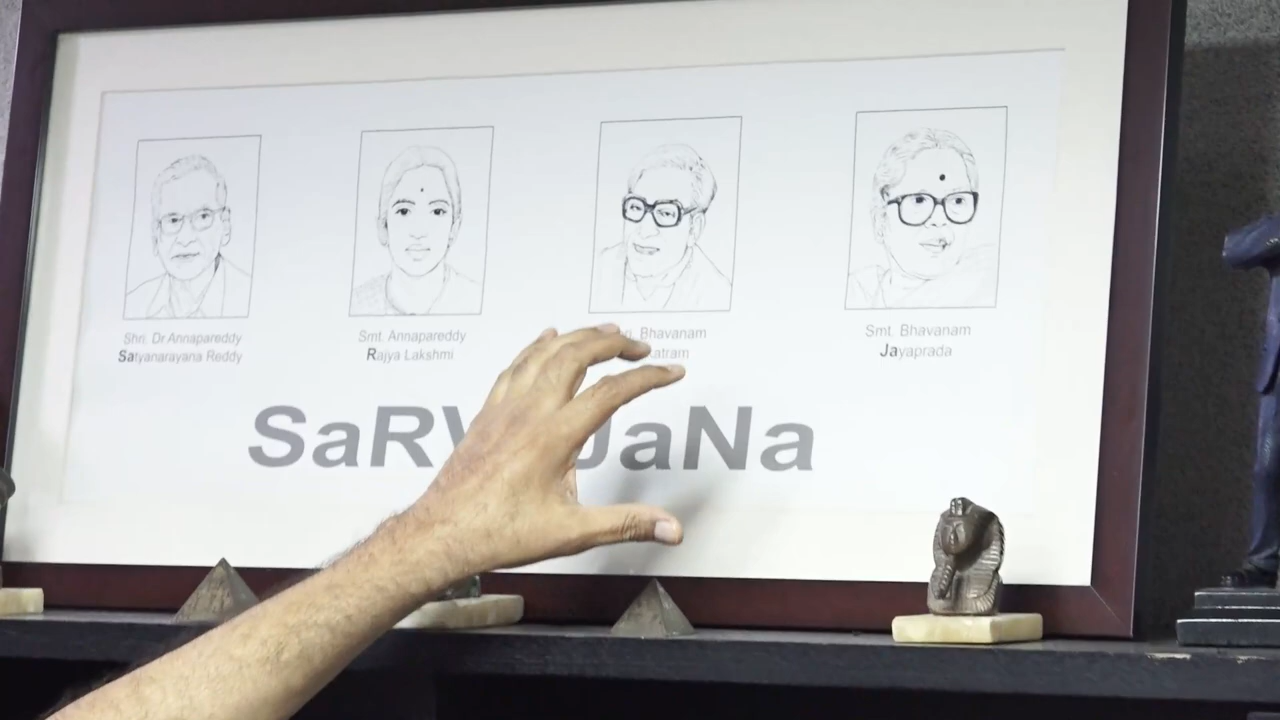 Shri. Dr Annapareddy
Satyanarayana Reddy
Smt. Annapareddy
Rajya Lakshmi
Bhavanam
Smt. Bhavanam
Jayaprada
SaRV JaNa